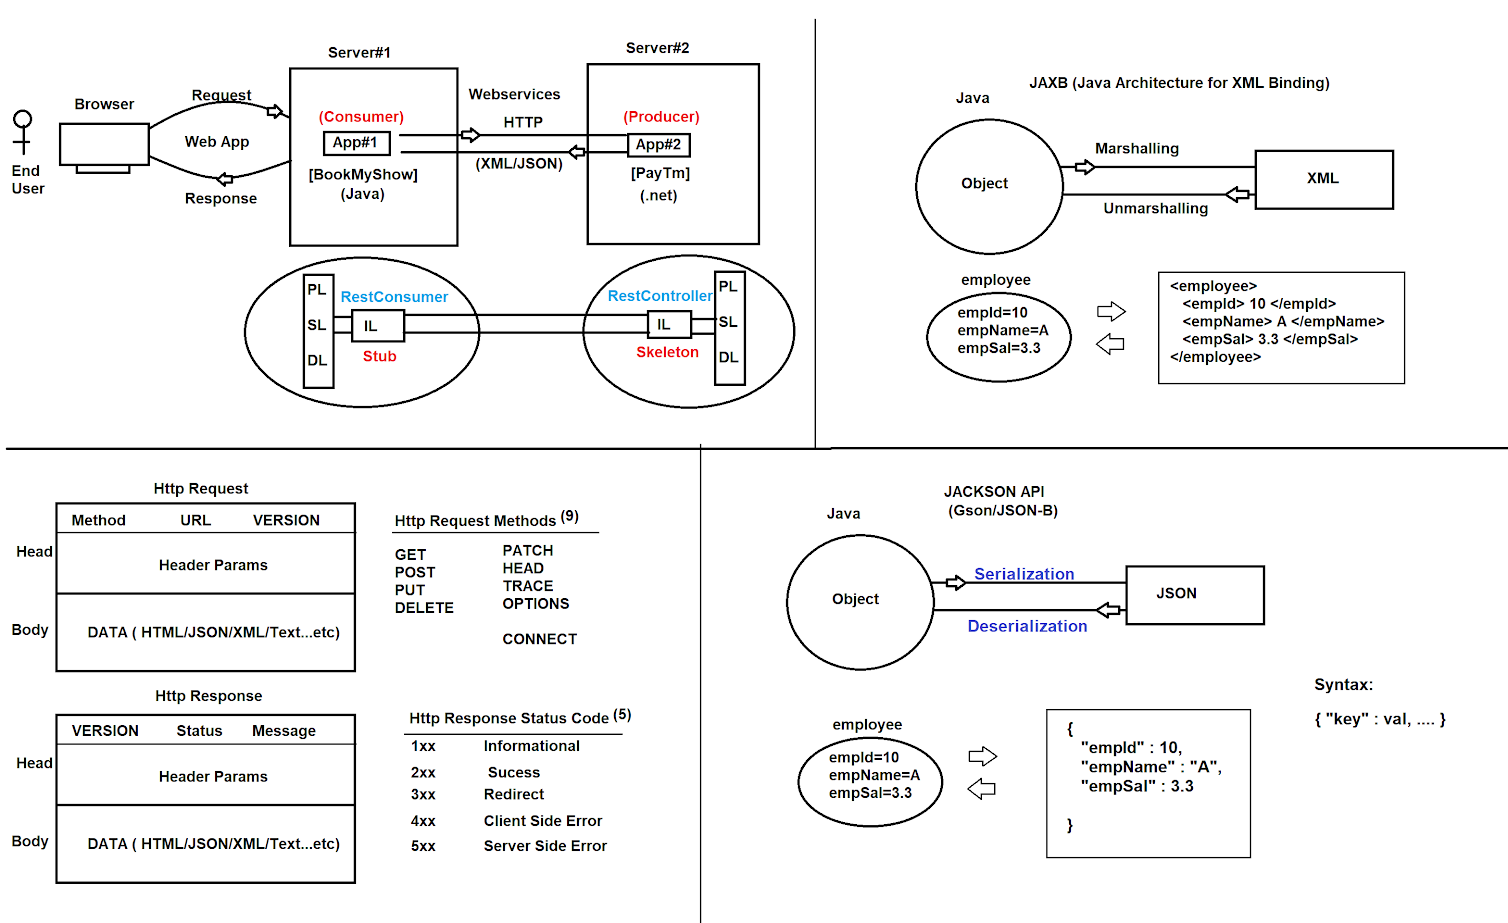 Server#1
Server#2
Browser
Request
Webservices
(Consumer)
HTTP
(Producer)
Web App
App#1
App#2
(XML/JSON)
End
User
Response
[BookMyShow]
(Java)
[PayTm]
(.net)
PL
SL
DL
RestConsumer
IL
Stub
RestController
IL
Skeleton
PL
SL
DL
JAXB (Java Architecture for XML Binding)
Java
Object
Marshalling
Unmarshalling
XML
employee
empId=10
empName=A
empSal=3.3
<employee>
<empId> 10 </empId>
<empName> A </empName>
<empSal> 3.3 </empSal>
</employee>
Http Request
Method URL VERSION
Head
Header Params
Body
DATA ( HTML/JSON/XML/Text...etc)
Http Request Methods (9)
GET
POST
PUT
DELETE
PATCH
HEAD
TRACE
OPTIONS
CONNECT
Http Response
VERSION Status Message
Head
Header Params
Body
DATA ( HTML/JSON/XML/Text...etc)
Http Response Status Code (5)
1xx Informational
2xx Sucess
3xx Redirect
4xx Client Side Error
5xx Server Side Error
JACKSON API
(Gson/JSON-B)
Java
Object
Serialization
Deserialization
JSON
employee
empId=10
empName=A
empSal=3.3
{
"empId" : 10,
"empName" : "A",
"empSal" : 3.3
}
Syntax:
{ "key" : val, .... }